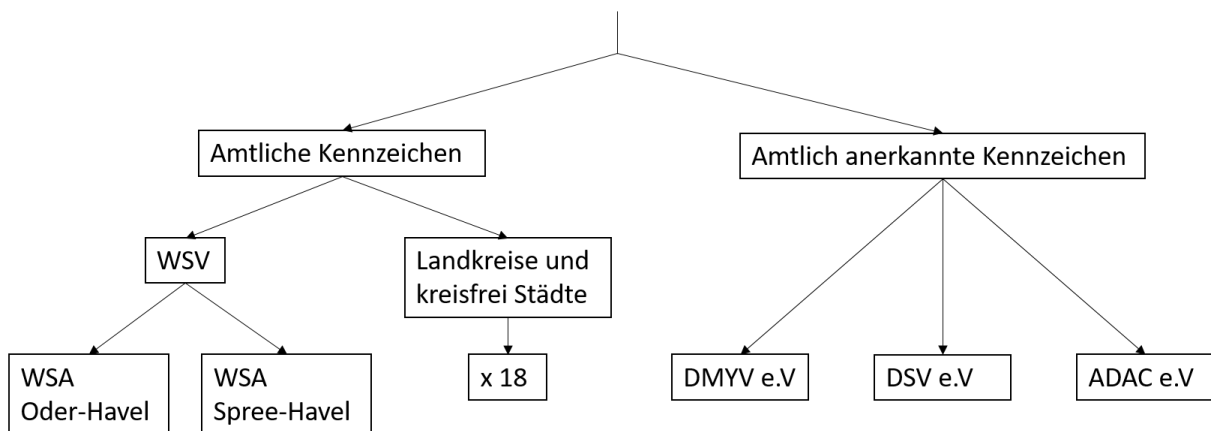 Amtliche Kennzeichen
Amtlich anerkannte Kennzeichen
WSV
Landkreise und
kreisfrei Städte
WSA
Oder-Havel
WSA
Spree-Havel
x 18
DMYV e.V
DSV e.V
ADAC e.V